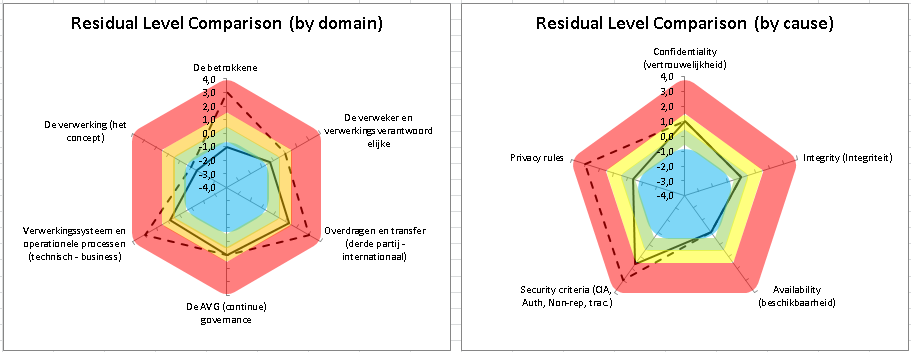 Residual Level Comparison (by domain)
De betrokkene
4,0
3,0
2,0
1,0
0,0
-1,0
-2,0
-3,0
-4,0
De verweker en
verwerkings verantwoord
elijke
Overdragen en transfer
(derde partij -
internationaal)
De AVG (continue)
governance
Verwerkingssysteem en
operationele processen
(technisch - business)
De verwerking (het
concept)
Residual Level Comparison (by cause)
Confidentiality
(vertrouwelijkheid)
4,0
3,0
2,0
1,0
0,0
-1,0
-2,0
-3,0
-4,0
Integrity (Integriteit)
Availability
(beschikbaarheid)
Security criteria (CIA,
Auth, Non-rep, trac.)
Privacy rules